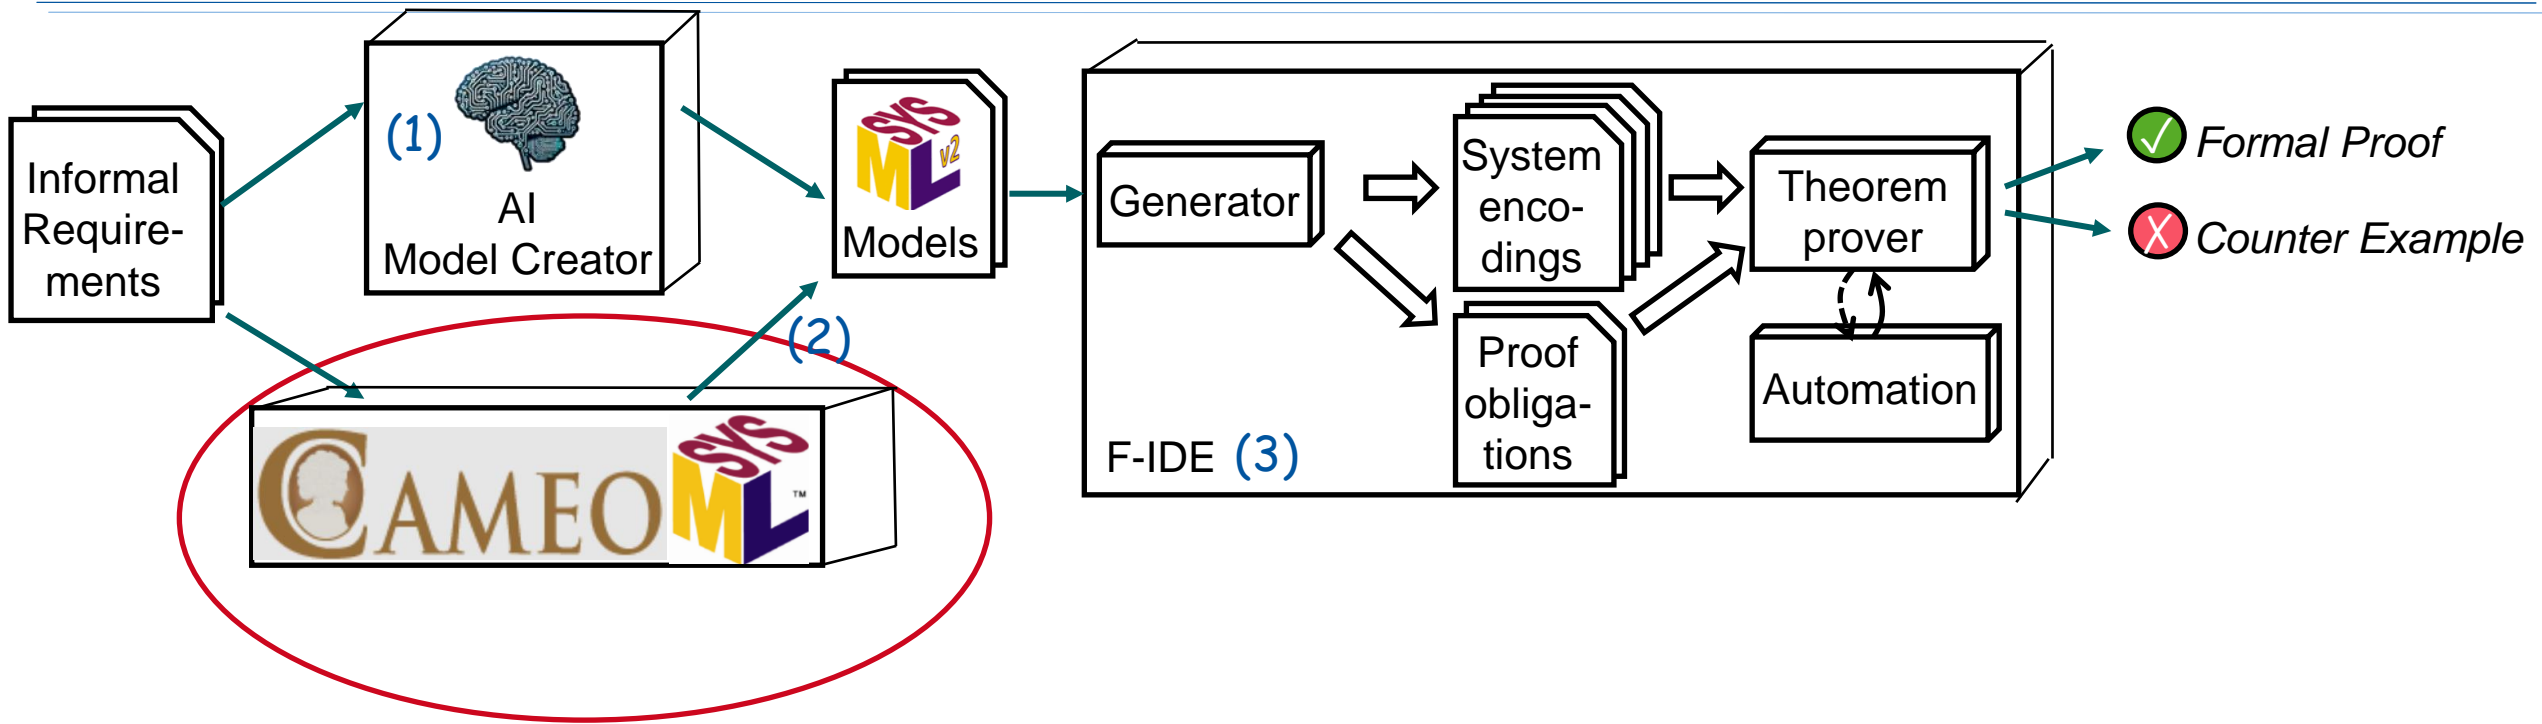 Informal
Require-
ments
(1)
AI
Model Creator
SYS
ML
v2
Models
(2)
CAMEO
SYS
ML
™
Generator
F-IDE (3)
System
enco-
dings
Proof
obliga-
tions
Theorem
prover
Automation
Formal Proof
Counter Example